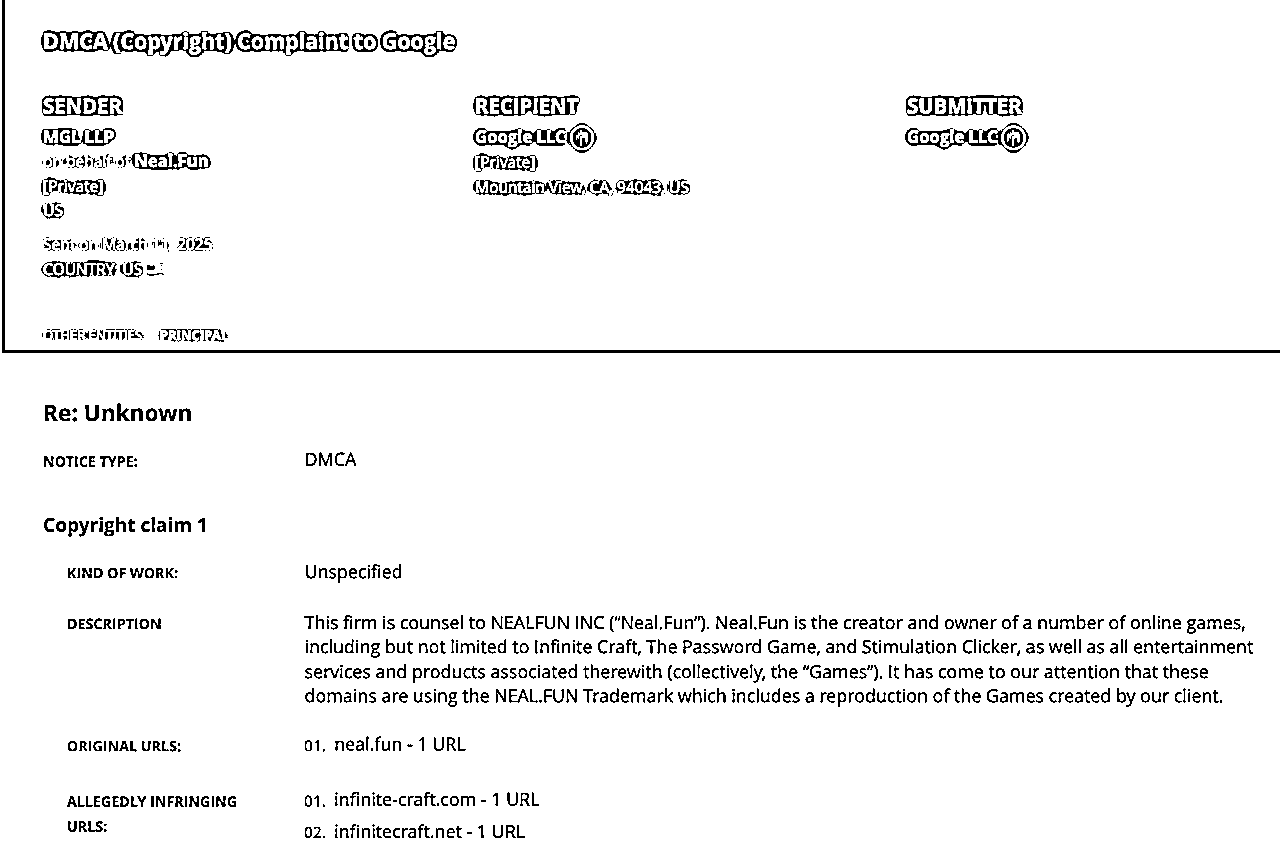 DMCA (Copyright) Complaint to Google
SENDER
MGL LLP
on behalf of Neal.Fun
[Private]
US
Sent on March 11, 2025
COUNTRY: US
RECIPIENT
Google LLC
[Private]
Mountain View, CA, 94043, US
SUBMITTER
Google LLC
OTHER ENTITIES: PRINCIPAL
Re: Unknown
NOTICE TYPE: DMCA
Copyright claim 1
KIND OF WORK: Unspecified
DESCRIPTION This firm is counsel to NEALFUN INC (“Neal.Fun”). Neal.Fun is the creator and owner of a number of online games,
including but not limited to Infinite Craft, The Password Game, and Stimulation Clicker, as well as all entertainment
services and products associated therewith (collectively, the “Games”). It has come to our attention that these
domains are using the NEAL.FUN Trademark which includes a reproduction of the Games created by our client.
ORIGINAL URLS: 01. neal.fun - 1 URL
ALLEGEDLY INFRINGING URLS:
01. infinite-craft.com - 1 URL
02. infinitecraft.net - 1 URL